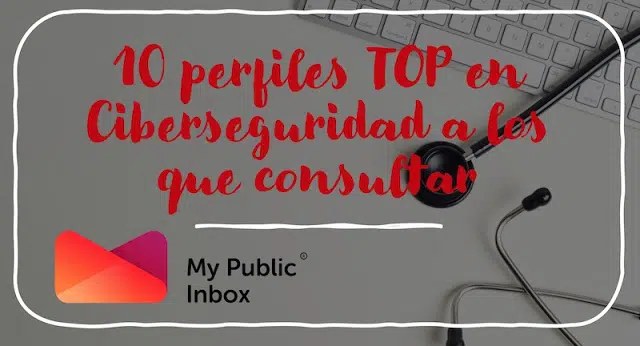 10 perfiles TOP en
Ciberseguridad a los
que consultar
My Public ®
Inbox